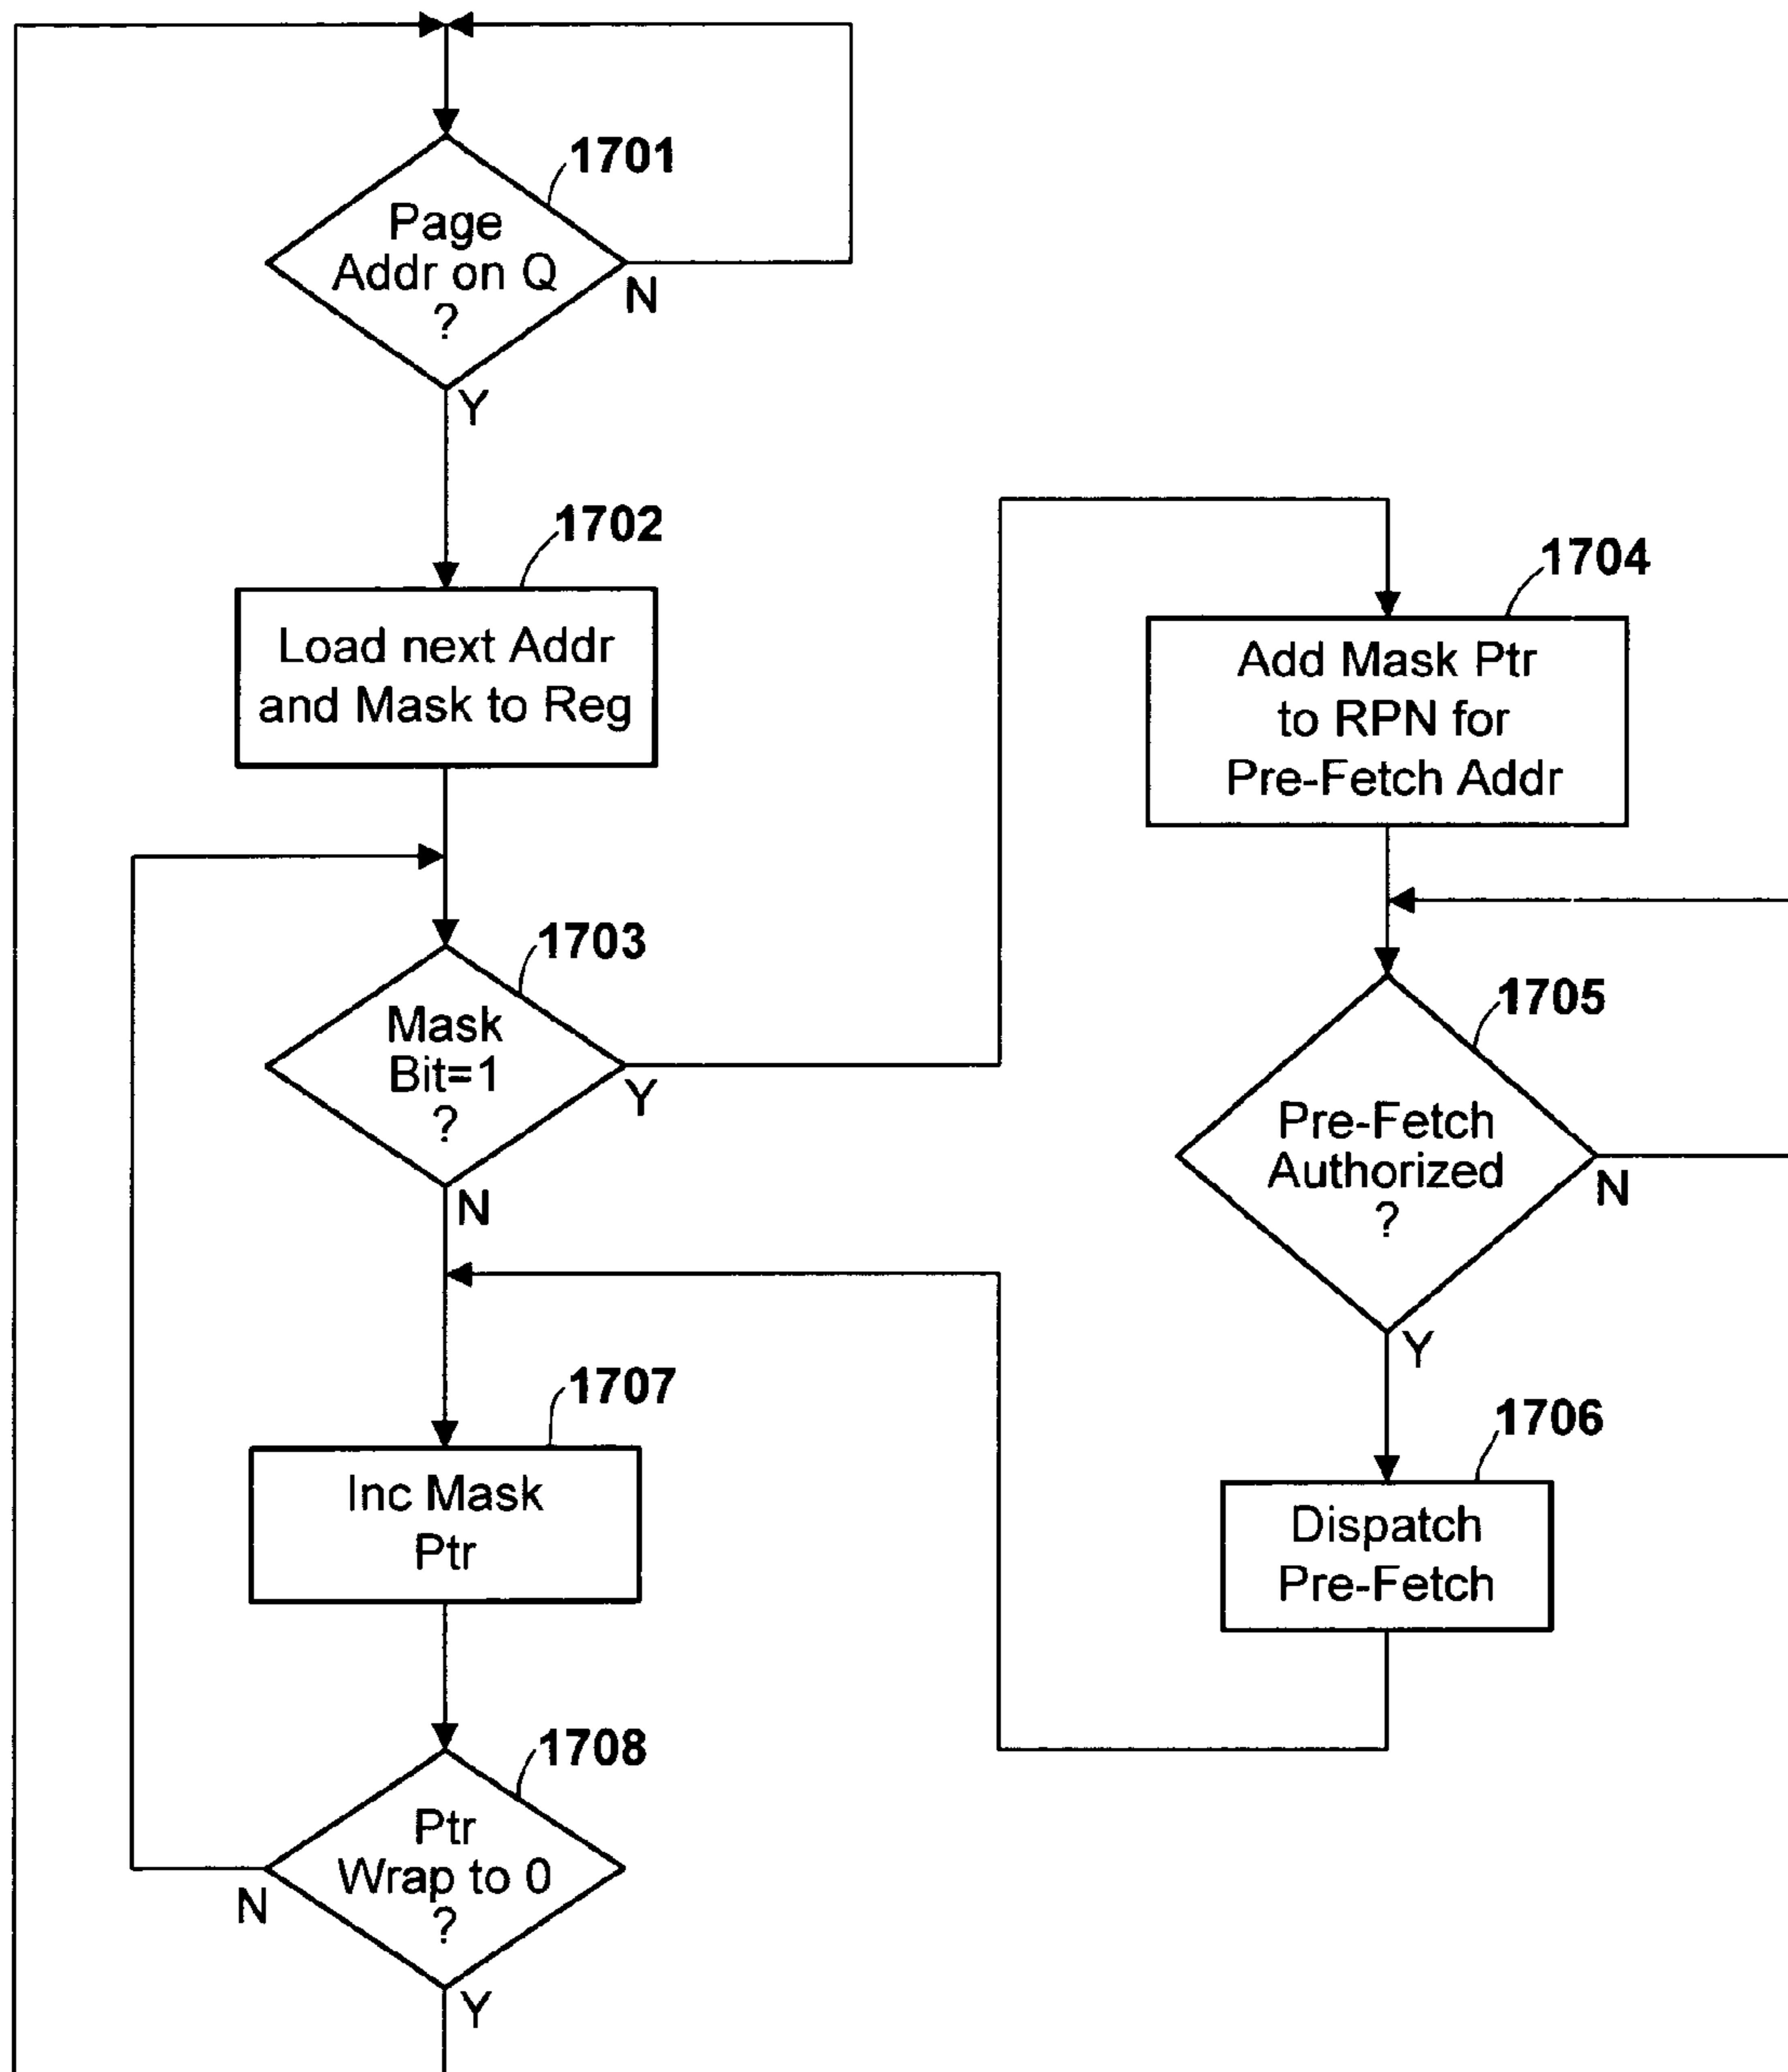 1701
Page
Addr on Q
?
N
Y
1702
Load next Addr
and Mask to Reg
1703
Mask
Bit=1
?
Y
N
1704
Add Mask Ptr
to RPN for
Pre-Fetch Addr
1705
Pre-Fetch
Authorized
?
N
Y
1706
Dispatch
Pre-Fetch
1707
Inc Mask
Ptr
1708
Ptr
Wrap to 0
?
N
Y